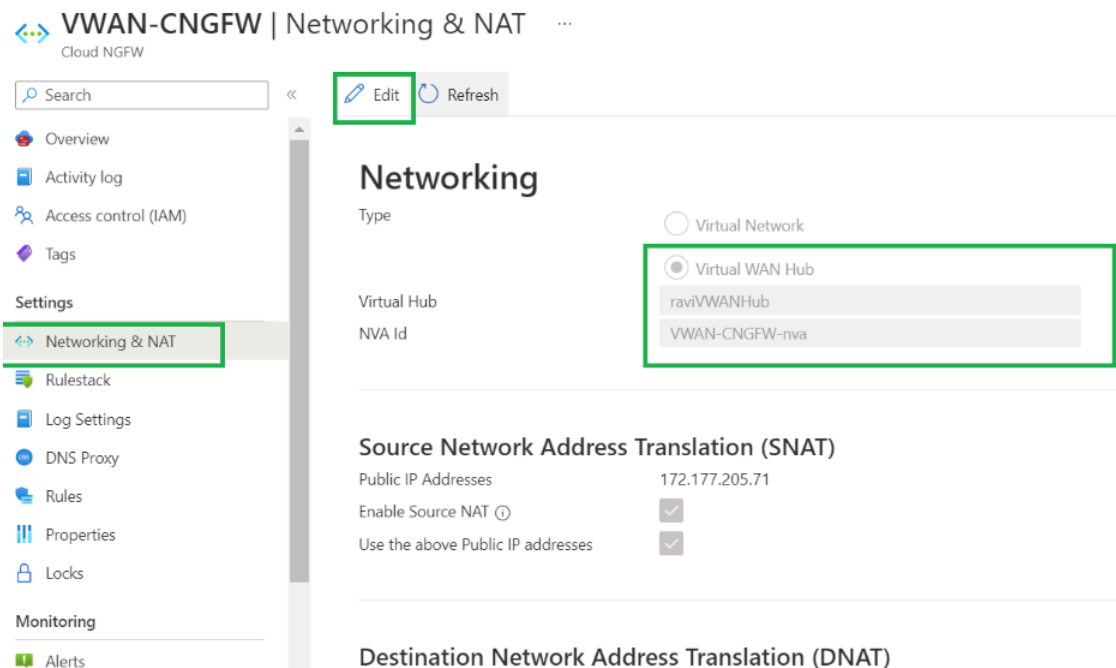 VWAN-CNGFW | Networking & NAT ...
Cloud NGFW
Search
«
Edit
Refresh
Overview
Activity log
Access control (IAM)
Tags
Settings
Networking & NAT
Rulestack
Log Settings
DNS Proxy
Rules
Properties
Locks
Monitoring
Alerts
Networking
Type
Virtual Network
Virtual WAN Hub
Virtual Hub
raviVWANHub
NVA Id
VWAN-CNGFW-nva
Source Network Address Translation (SNAT)
Public IP Addresses
172.177.205.71
Enable Source NAT
Use the above Public IP addresses
Destination Network Address Translation (DNAT)